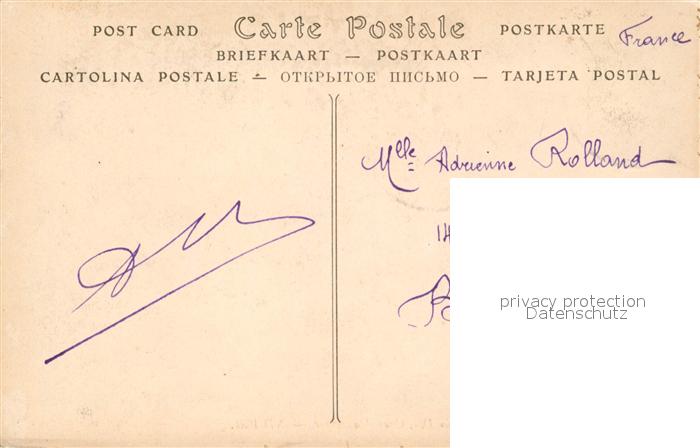 POST CARD Carte Postale POSTKARTE France
BRIEFKAART — POSTKAART
CARTOLINA POSTALE — ОТКРЫТОЕ ПИСЬМО — TARJETA POSTAL
Mlle Adrienne Rolland
14
privacy protection
Datenschutz